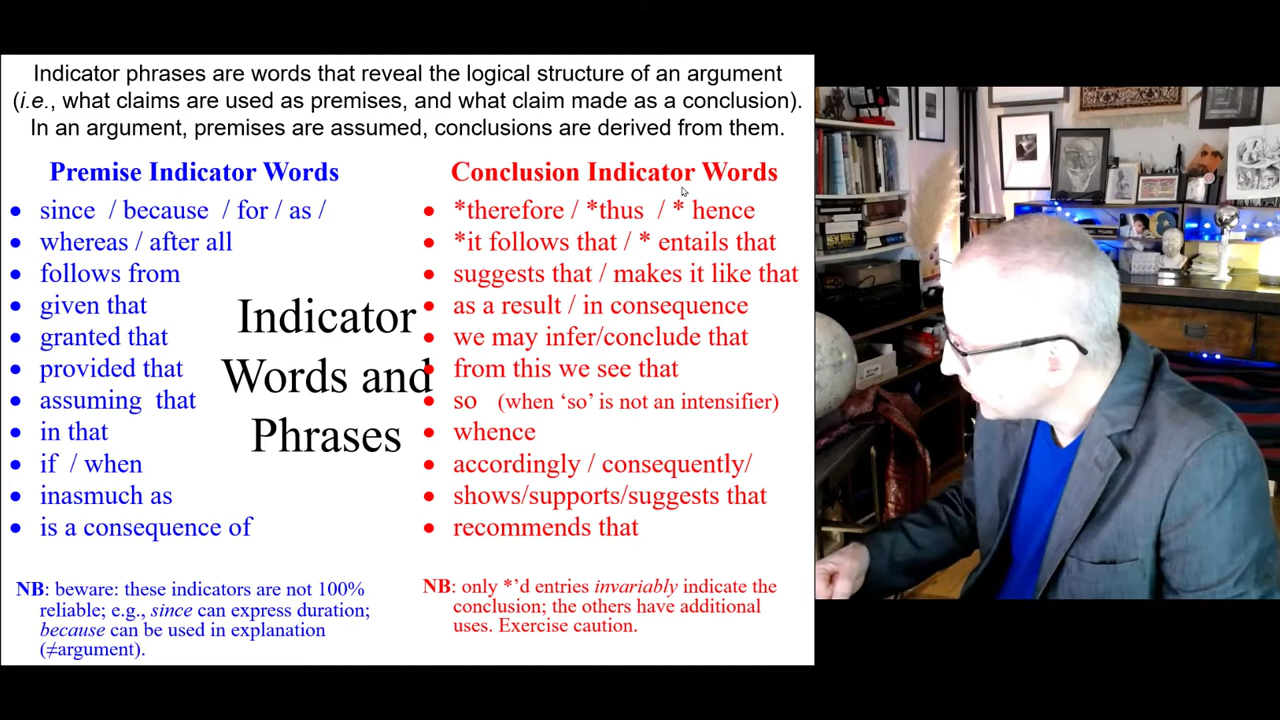 Indicator phrases are words that reveal the logical structure of an argument
(i.e., what claims are used as premises, and what claim made as a conclusion).
In an argument, premises are assumed, conclusions are derived from them.
Premise Indicator Words
since / because / for / as /
whereas / after all
follows from
given that
granted that
provided that
assuming that
in that
if / when
inasmuch as
is a consequence of
NB: beware: these indicators are not 100%
reliable; e.g., since can express duration;
because can be used in explanation
(≠argument).
Indicator
Words and
Phrases
Conclusion Indicator Words
*therefore / *thus / * hence
*it follows that / * entails that
suggests that / makes it like that
as a result / in consequence
we may infer/conclude that
from this we see that
so (when ‘so’ is not an intensifier)
whence
accordingly / consequently/
shows/supports/suggests that
recommends that
NB: only *’d entries invariably indicate the
conclusion; the others have additional
uses. Exercise caution.